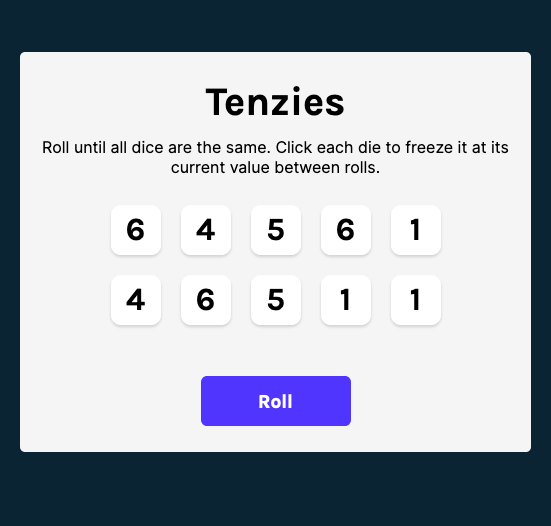 Tenzies
Roll until all dice are the same. Click each die to freeze it at its
current value between rolls.
6 4 5 6 1
4 6 5 1 1
Roll